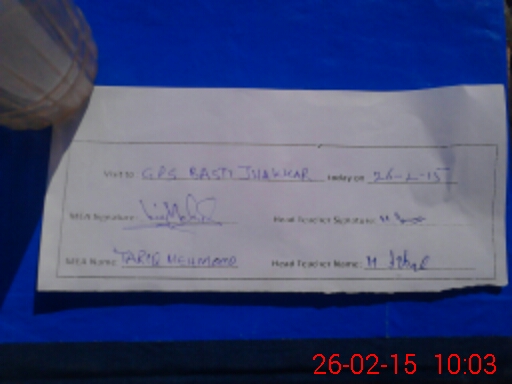 Visit to: GPS BASTI JHAKKAR today on 26-2-15
MEA Signature: Head Teacher Signature: M
MEA Name: TARIQ MEHMOOD Head Teacher Name: M
26-02-15 10:03